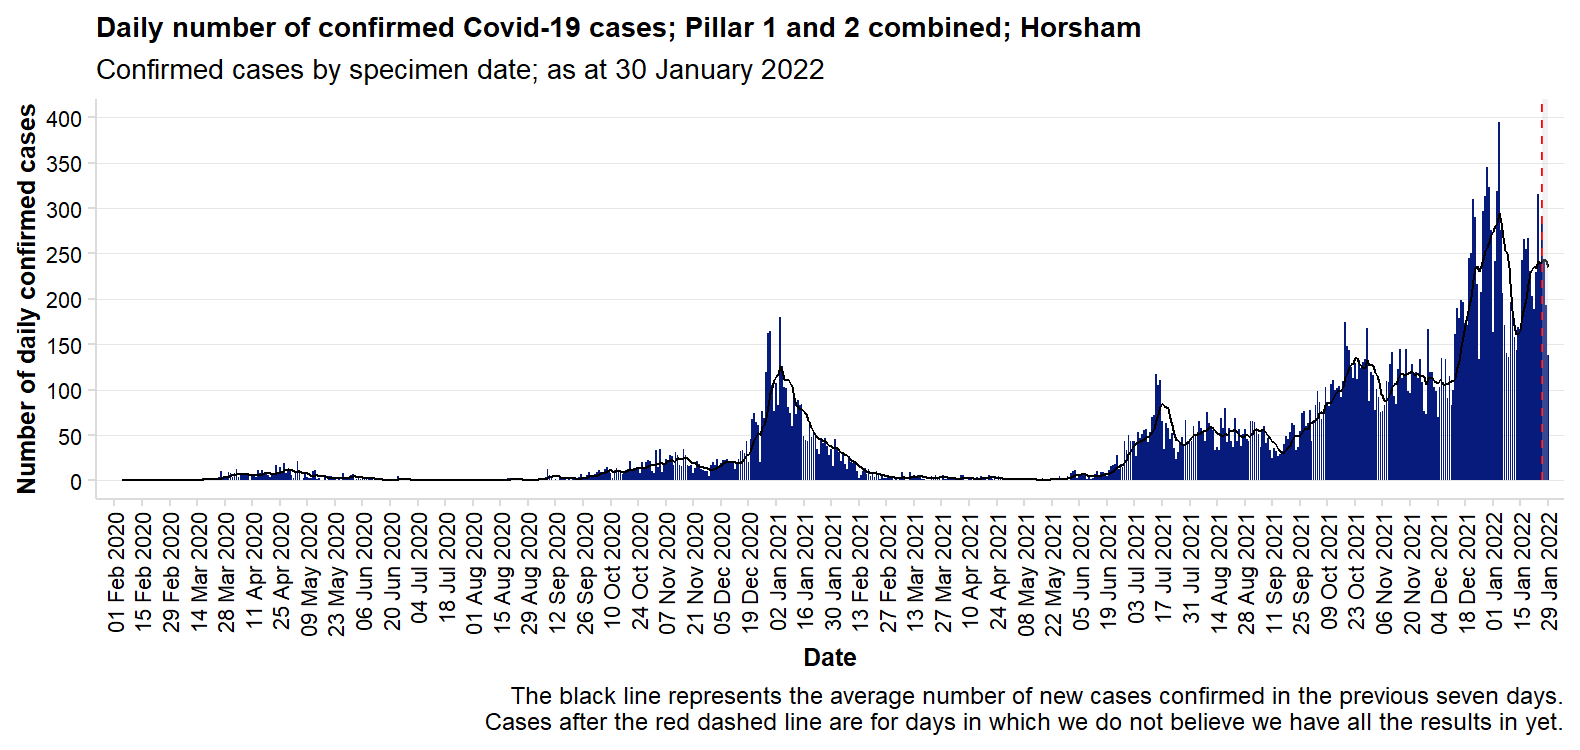 Daily number of confirmed Covid-19 cases; Pillar 1 and 2 combined; Horsham
Confirmed cases by specimen date; as at 30 January 2022
Number of daily confirmed cases
400
350
300
250
200
150
100
50
0
01 Feb 2020
15 Feb 2020
29 Feb 2020
14 Mar 2020
28 Mar 2020
11 Apr 2020
25 Apr 2020
09 May 2020
23 May 2020
06 Jun 2020
20 Jun 2020
04 Jul 2020
18 Jul 2020
01 Aug 2020
15 Aug 2020
29 Aug 2020
12 Sep 2020
26 Sep 2020
10 Oct 2020
24 Oct 2020
07 Nov 2020
21 Nov 2020
05 Dec 2020
19 Dec 2020
02 Jan 2021
16 Jan 2021
30 Jan 2021
13 Feb 2021
27 Feb 2021
13 Mar 2021
27 Mar 2021
10 Apr 2021
24 Apr 2021
08 May 2021
22 May 2021
05 Jun 2021
19 Jun 2021
03 Jul 2021
17 Jul 2021
31 Jul 2021
14 Aug 2021
28 Aug 2021
11 Sep 2021
25 Sep 2021
09 Oct 2021
23 Oct 2021
06 Nov 2021
20 Nov 2021
04 Dec 2021
18 Dec 2021
01 Jan 2022
15 Jan 2022
29 Jan 2022
Date
The black line represents the average number of new cases confirmed in the previous seven days.
Cases after the red dashed line are for days in which we do not believe we have all the results in yet.